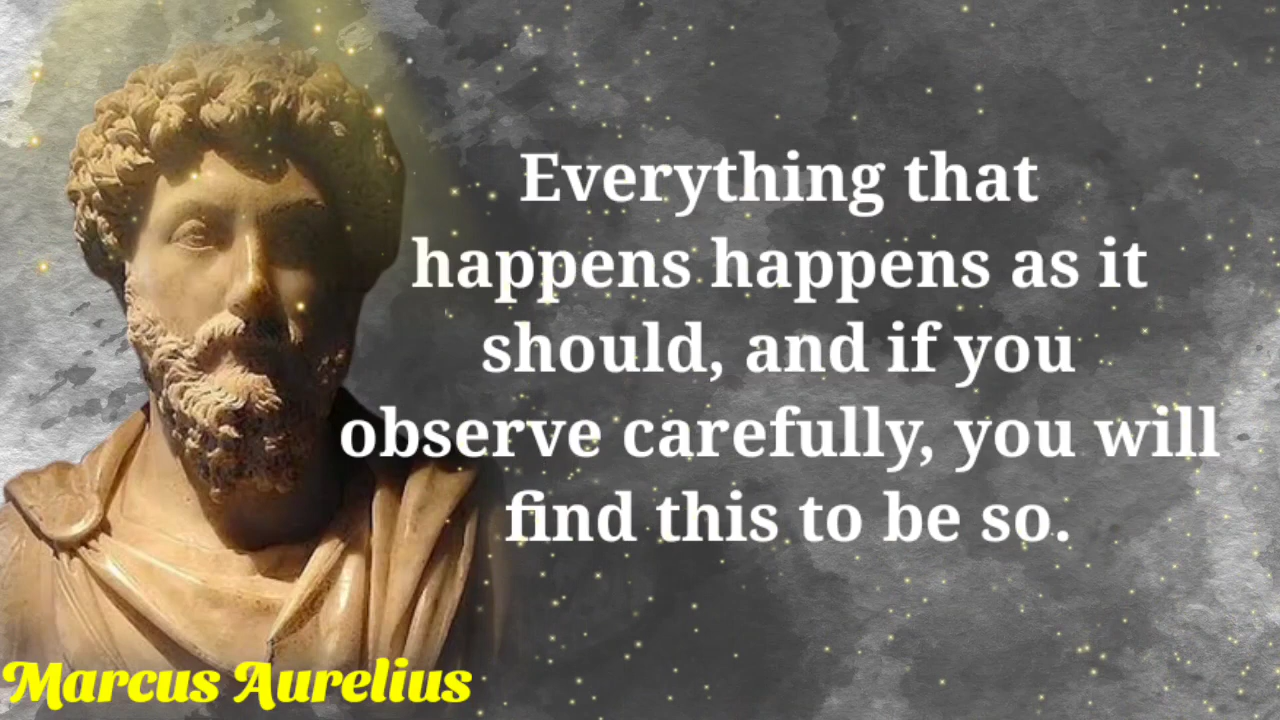 Everything that
happens happens as it
should, and if you
observe carefully, you will
find this to be so.
Marcus Aurelius